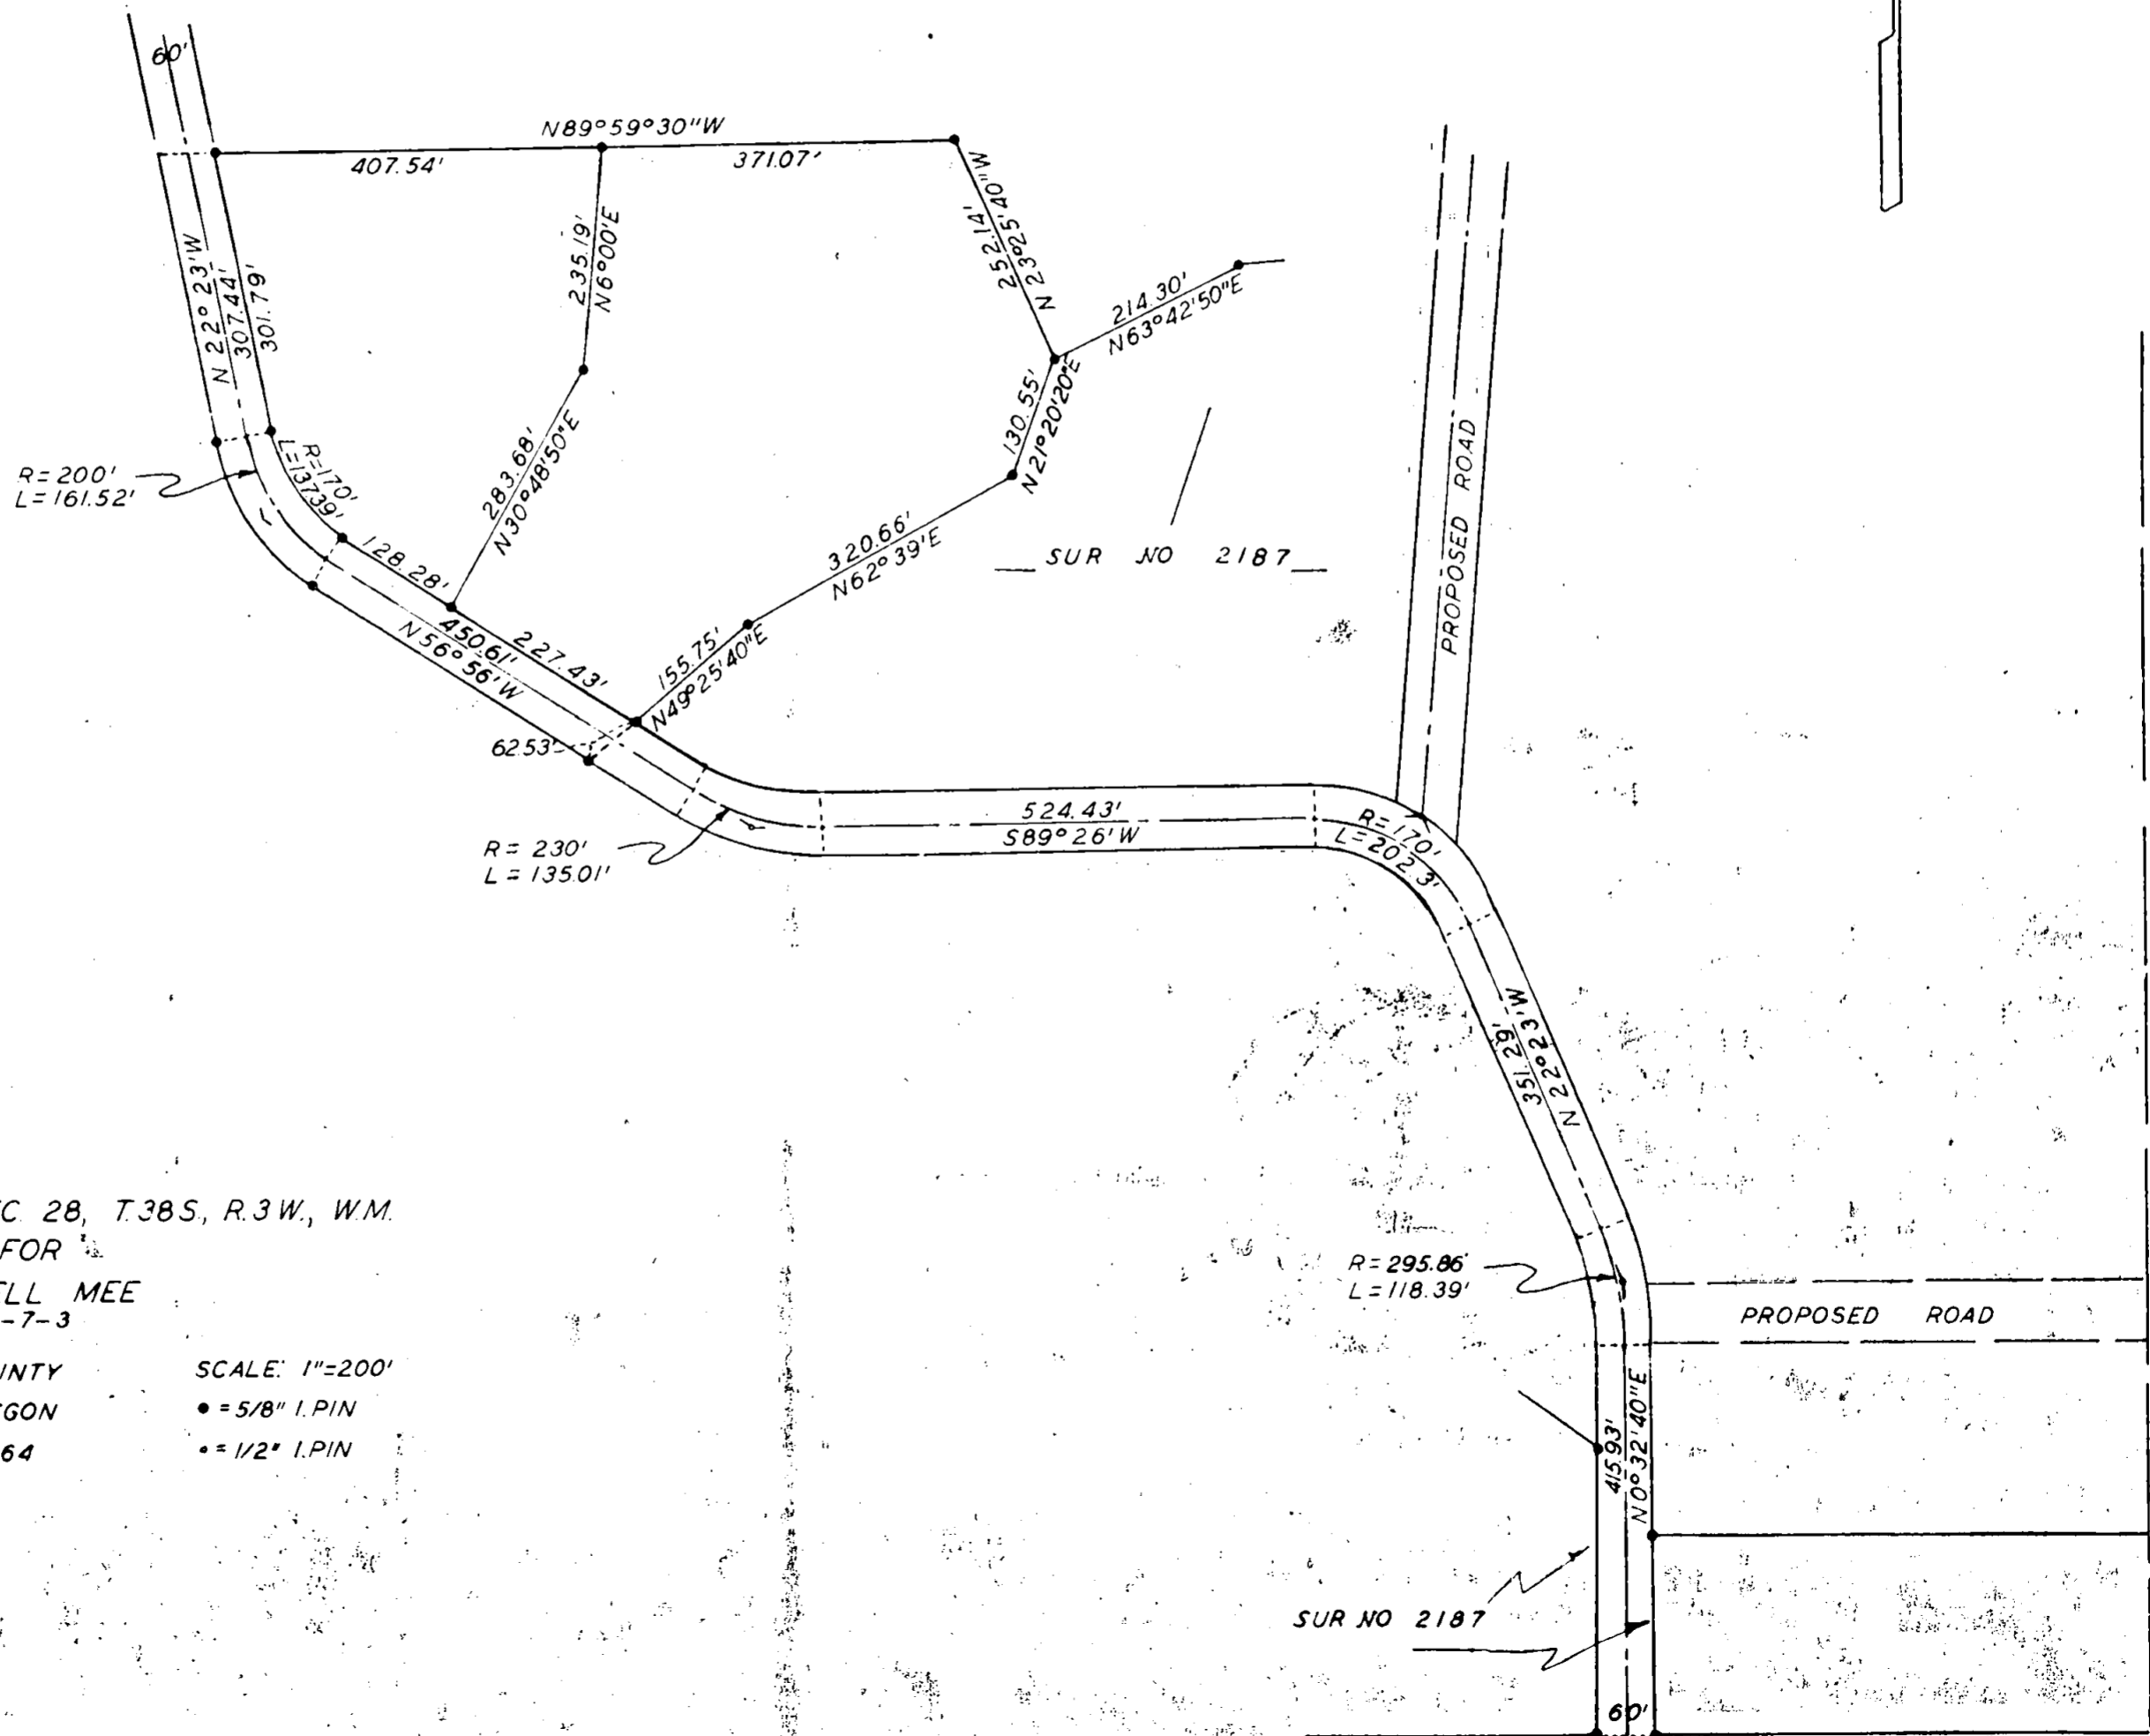 60'
N89°59°30"W
407.54'
371.07'
N 22° 23'W
307.44'
301.79'
235.19'
N6°00'E
252.14'
N 23°25'40"W
214.30'
N63°42'50"E
130.55'
N21°20'20"E
R=200'
L=161.52'
R=170'
L=137.39'
283.68'
N30°48'50"E
320.66'
N62°39'E
SUR NO 2187
PROPOSED ROAD
128.28'
450.61'
N56°56'W
227.43'
155.75'
N49°25'40"E
62.53'
R= 230'
L= 135.01'
524.43'
S89°26'W
R=170'
L=202.3'
351.29'
N 22°23'W
C 28, T.38S., R.3W., W.M.
FOR
LL MEE
-7-3
NTY
GON
64
SCALE: 1"=200'
• = 5/8" I.PIN
∘ = 1/2" I.PIN
R= 295.86'
L=118.39'
PROPOSED ROAD
415.93'
N0°32'40"E
SUR NO 2187
60'